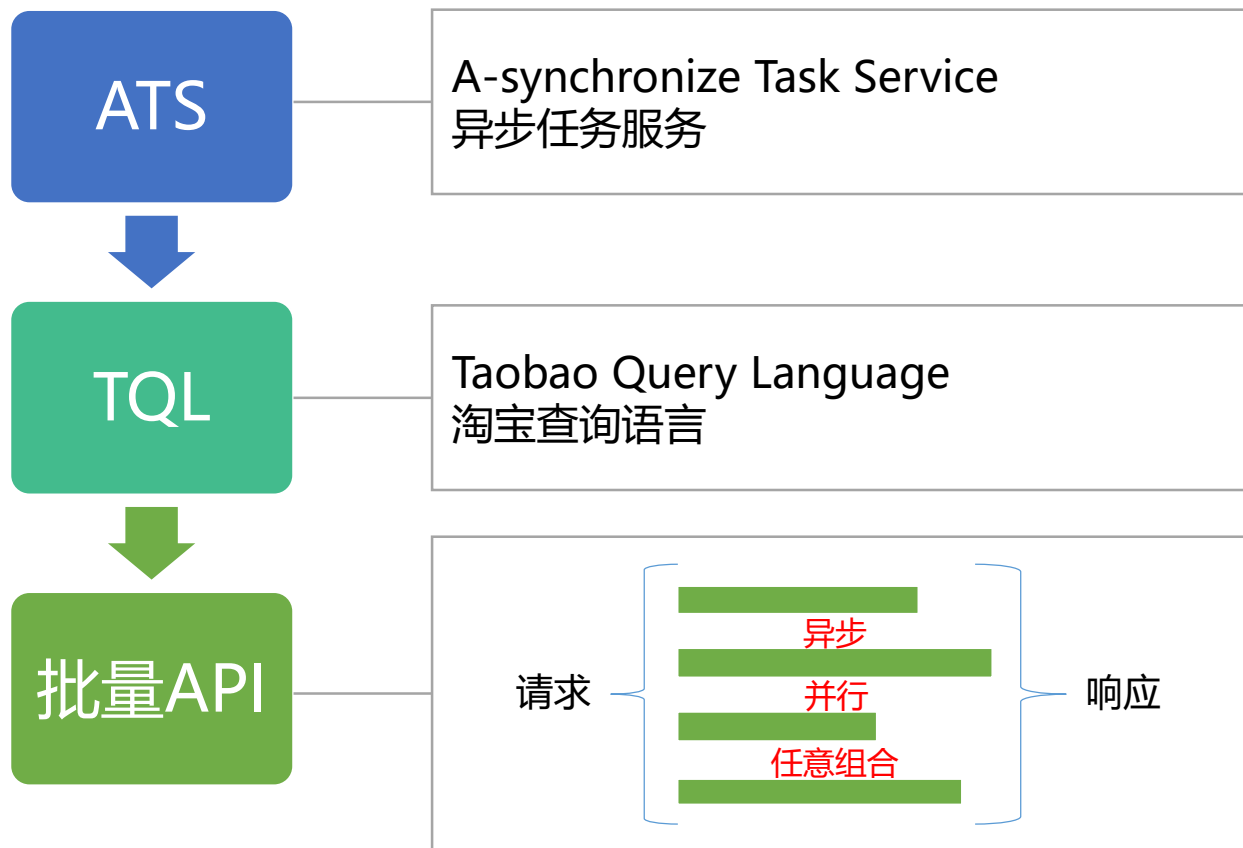 ATS
A-synchronize Task Service
异步任务服务
TQL
Taobao Query Language
淘宝查询语言
批量API
请求
异步
并行
任意组合
响应